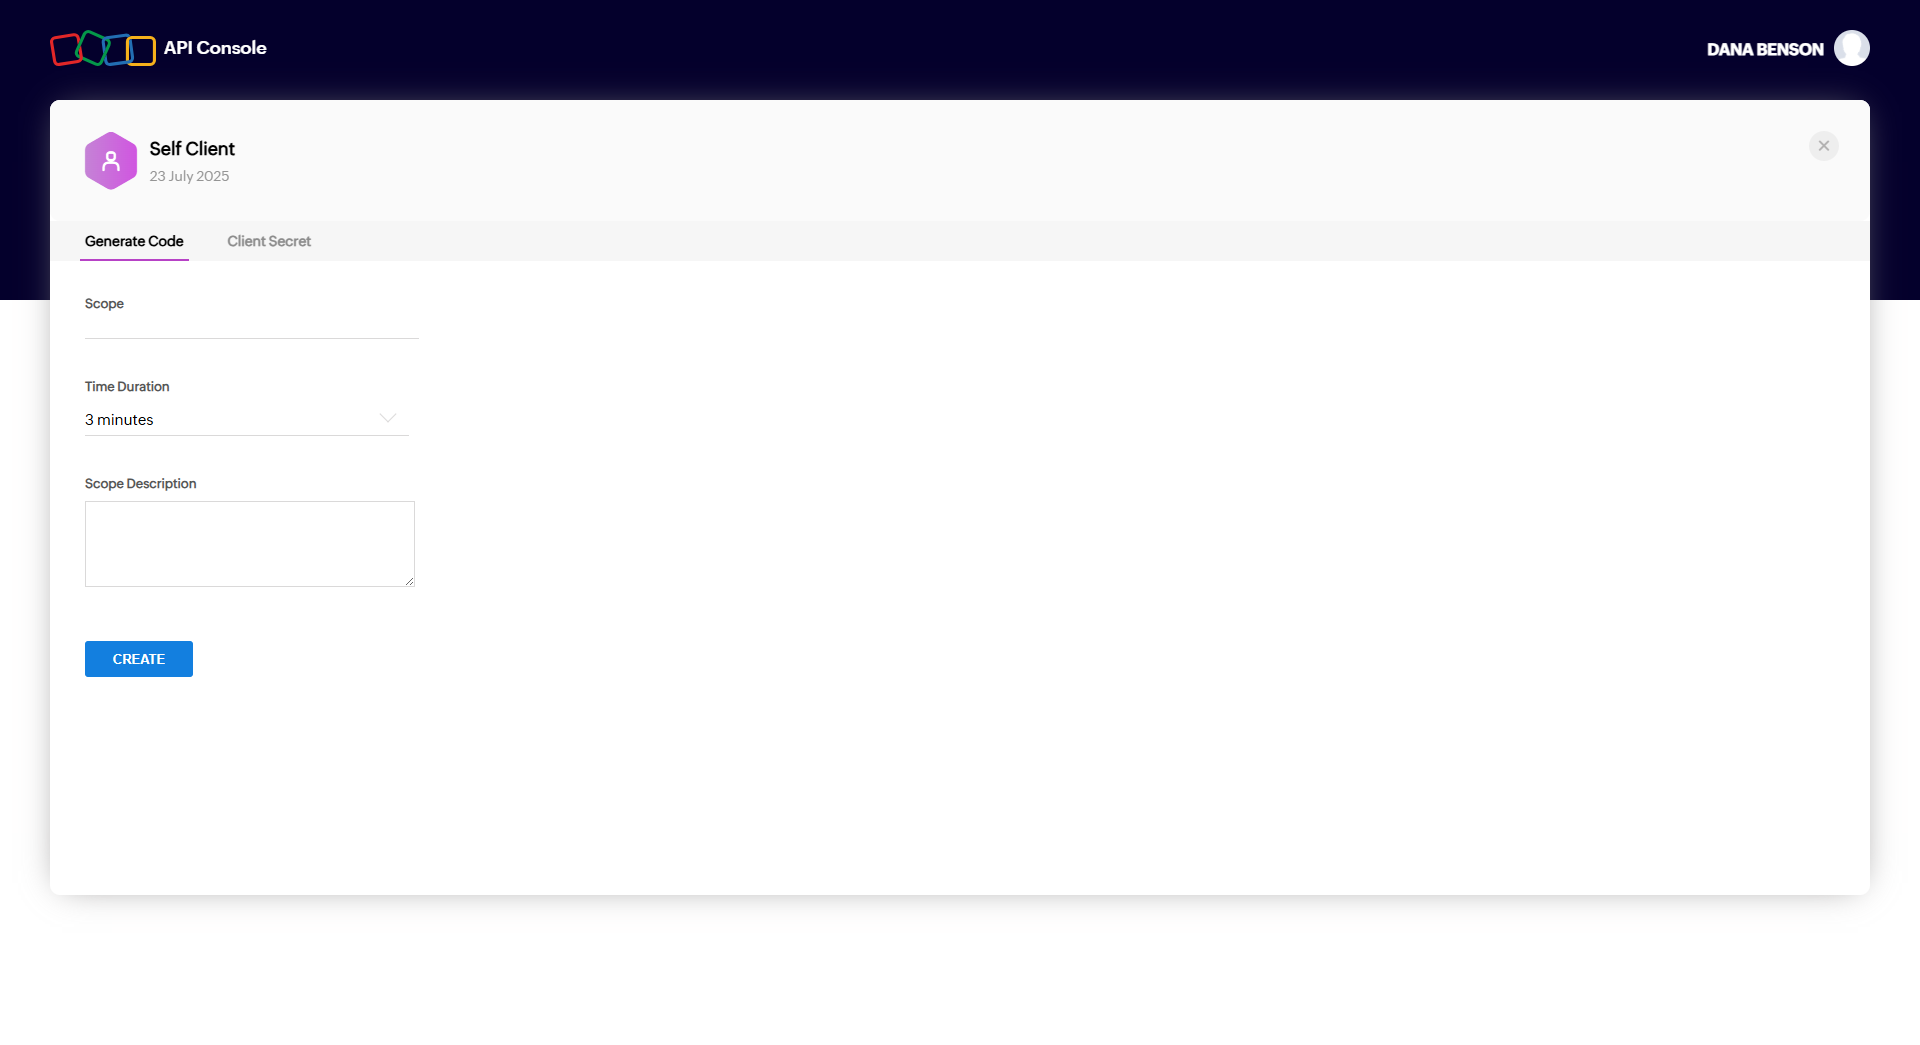 API Console
DANA BENSON
Self Client
23 July 2025
Generate Code
Client Secret
Scope
Time Duration
3 minutes
Scope Description
CREATE